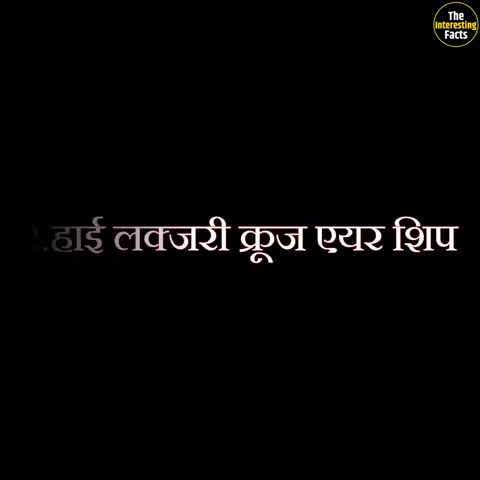 The
Interesting
Facts
.हाई लक्जरी क्रूज एयर शिप